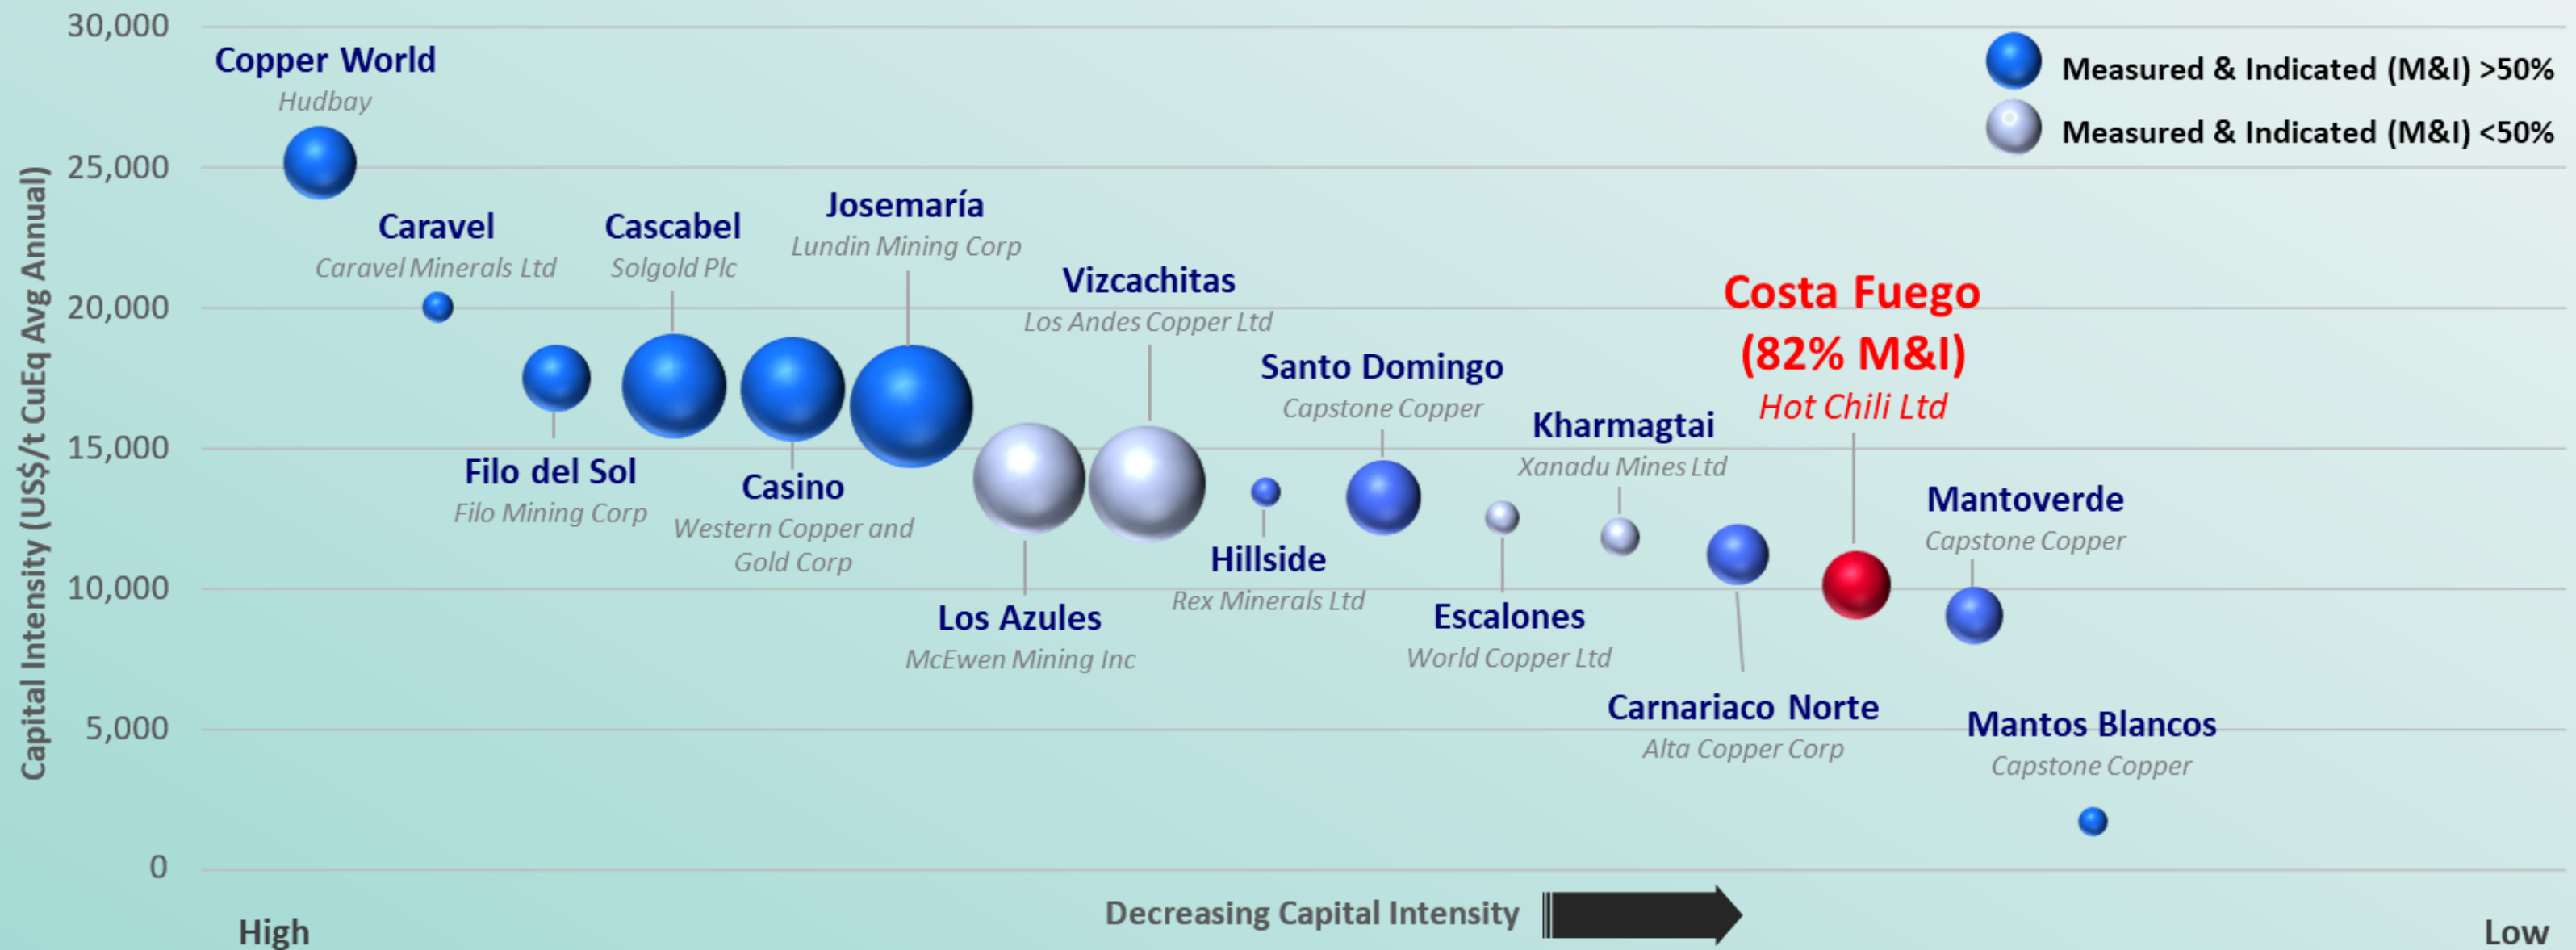 30,000
25,000
20,000
15,000
10,000
5,000
0
Capital Intensity (US$/t CuEq Avg Annual)
Copper World
Hudbay
Caravel
Caravel Minerals Ltd
Filo del Sol
Filo Mining Corp
Cascabel
Solgold Plc
Casino
Western Copper and
Gold Corp
Josemaría
Lundin Mining Corp
Los Azules
McEwen Mining Inc
Vizcachitas
Los Andes Copper Ltd
Hillside
Rex Minerals Ltd
Santo Domingo
Capstone Copper
Escalones
World Copper Ltd
Kharmagtai
Xanadu Mines Ltd
Carnariaco Norte
Alta Copper Corp
Costa Fuego
(82% M&I)
Hot Chili Ltd
Mantoverde
Capstone Copper
Mantos Blancos
Capstone Copper
Measured & Indicated (M&I) >50%
Measured & Indicated (M&I) <50%
High
Decreasing Capital Intensity
Low